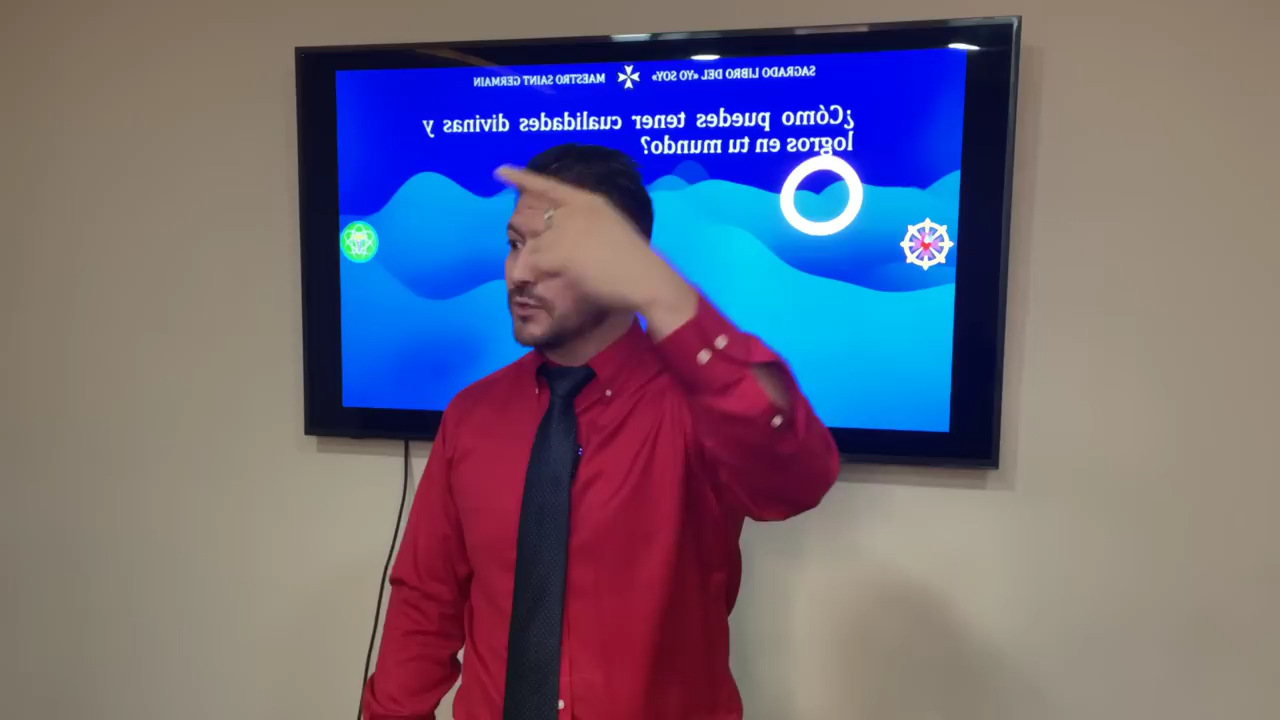 SAGRADO LIBRO DEL «YO SOY» MAESTRO SAINT GERMAIN
¿Cómo puedes tener cualidades divinas y
logros en tu mundo?